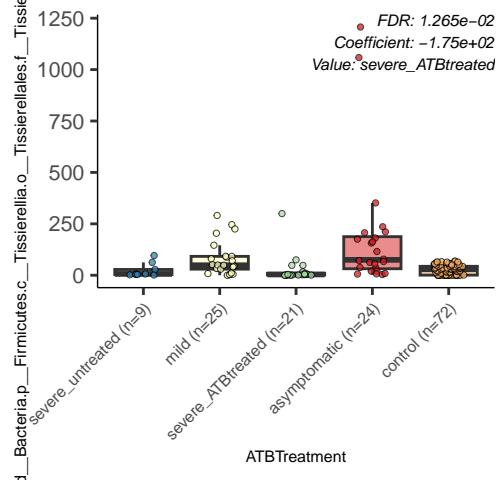 1250
1000
750
500
250
0
FDR: 1.265e−02
Coefficient: −1.75e+02
Value: severe_ATBtreated
d__Bacteria.p__Firmicutes.c__Tissierellia.o__Tissierellales.f__Tissie
severe_untreated (n=9)
mild (n=25)
severe_ATBtreated (n=21)
asymptomatic (n=24)
control (n=72)
ATBTreatment